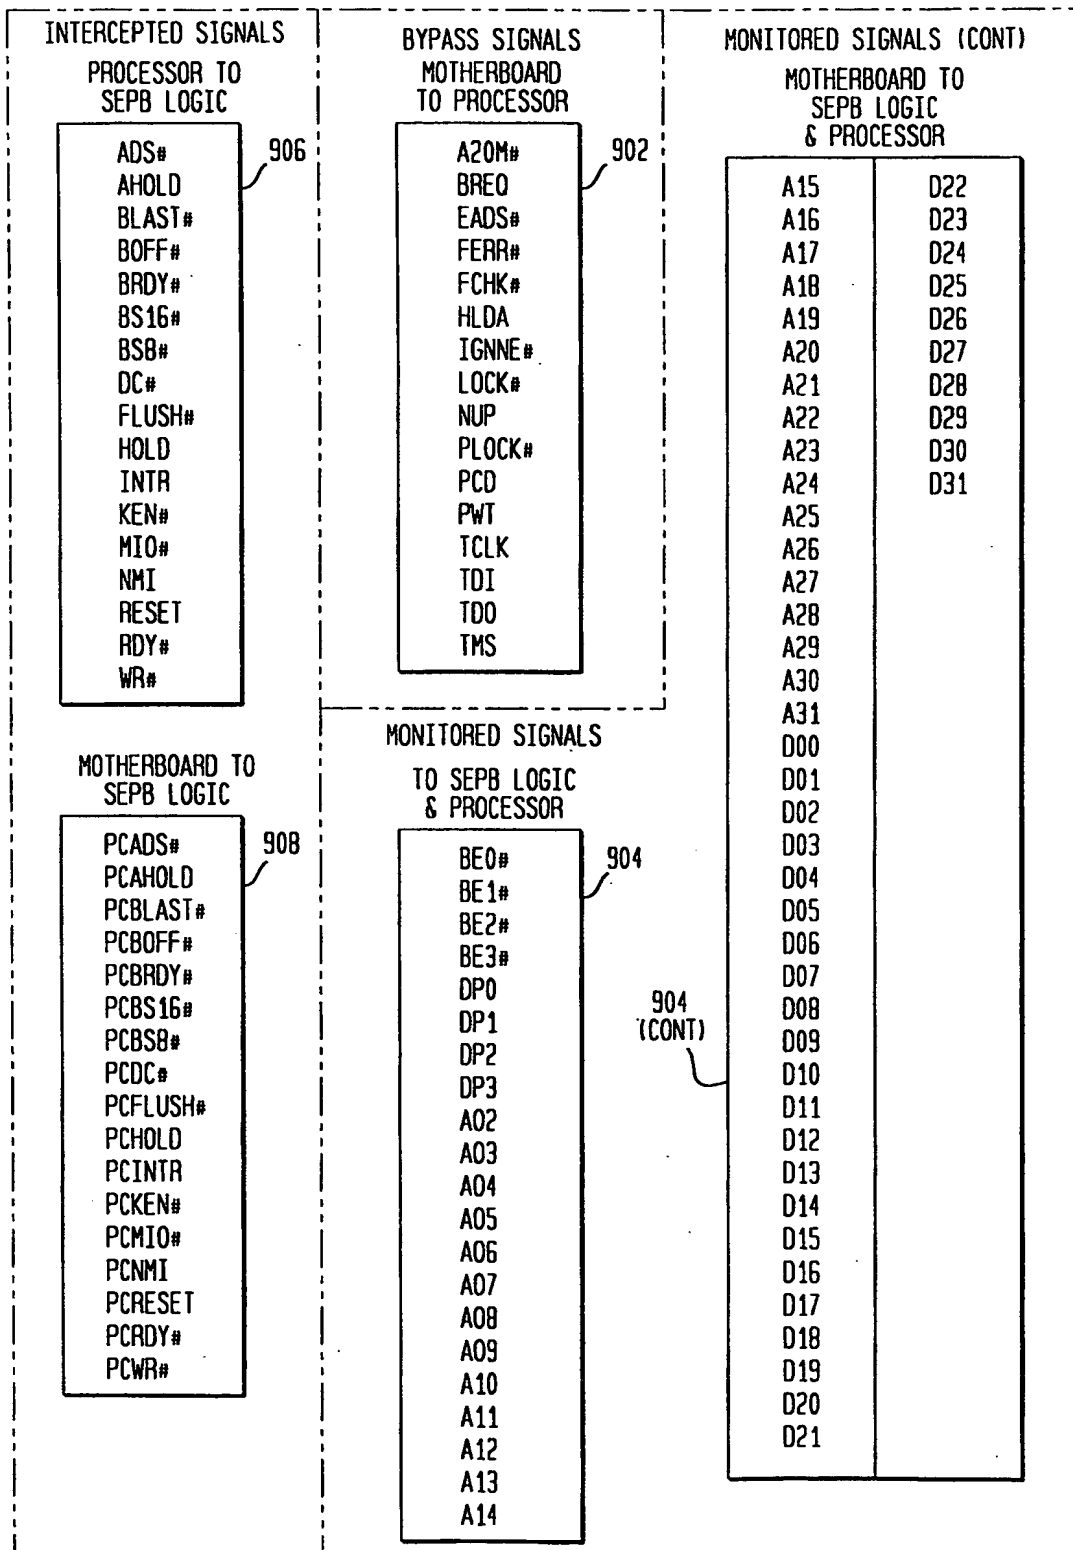 INTERCEPTED SIGNALS
PROCESSOR TO
SEPB LOGIC
906
ADS#
AHOLD
BLAST#
BOFF#
BRDY#
BS16#
BS8#
DC#
FLUSH#
HOLD
INTR
KEN#
MIO#
NMI
RESET
RDY#
WR#
MOTHERBOARD TO
SEPB LOGIC
908
PCADS#
PCAHOLD
PCBLAST#
PCBOFF#
PCBRDY#
PCBS16#
PCBS8#
PCDC#
PCFLUSH#
PCHOLD
PCINTR
PCKEN#
PCMIO#
PCNMI
PCRESET
PCRDY#
PCWR#
BYPASS SIGNALS
MOTHERBOARD
TO PROCESSOR
902
A20M#
BREQ
EADS#
FERR#
FCHK#
HLDA
IGNNE#
LOCK#
NUP
PLOCK#
PCD
PWT
TCLK
TDI
TDO
TMS
MONITORED SIGNALS
TO SEPB LOGIC
& PROCESSOR
904
BE0#
BE1#
BE2#
BE3#
DP0
DP1
DP2
DP3
A02
A03
A04
A05
A06
A07
A08
A09
A10
A11
A12
A13
A14
MONITORED SIGNALS (CONT)
MOTHERBOARD TO
SEPB LOGIC
& PROCESSOR
904
(CONT)
A15
A16
A17
A18
A19
A20
A21
A22
A23
A24
A25
A26
A27
A28
A29
A30
A31
D00
D01
D02
D03
D04
D05
D06
D07
D08
D09
D10
D11
D12
D13
D14
D15
D16
D17
D18
D19
D20
D21
D22
D23
D24
D25
D26
D27
D28
D29
D30
D31